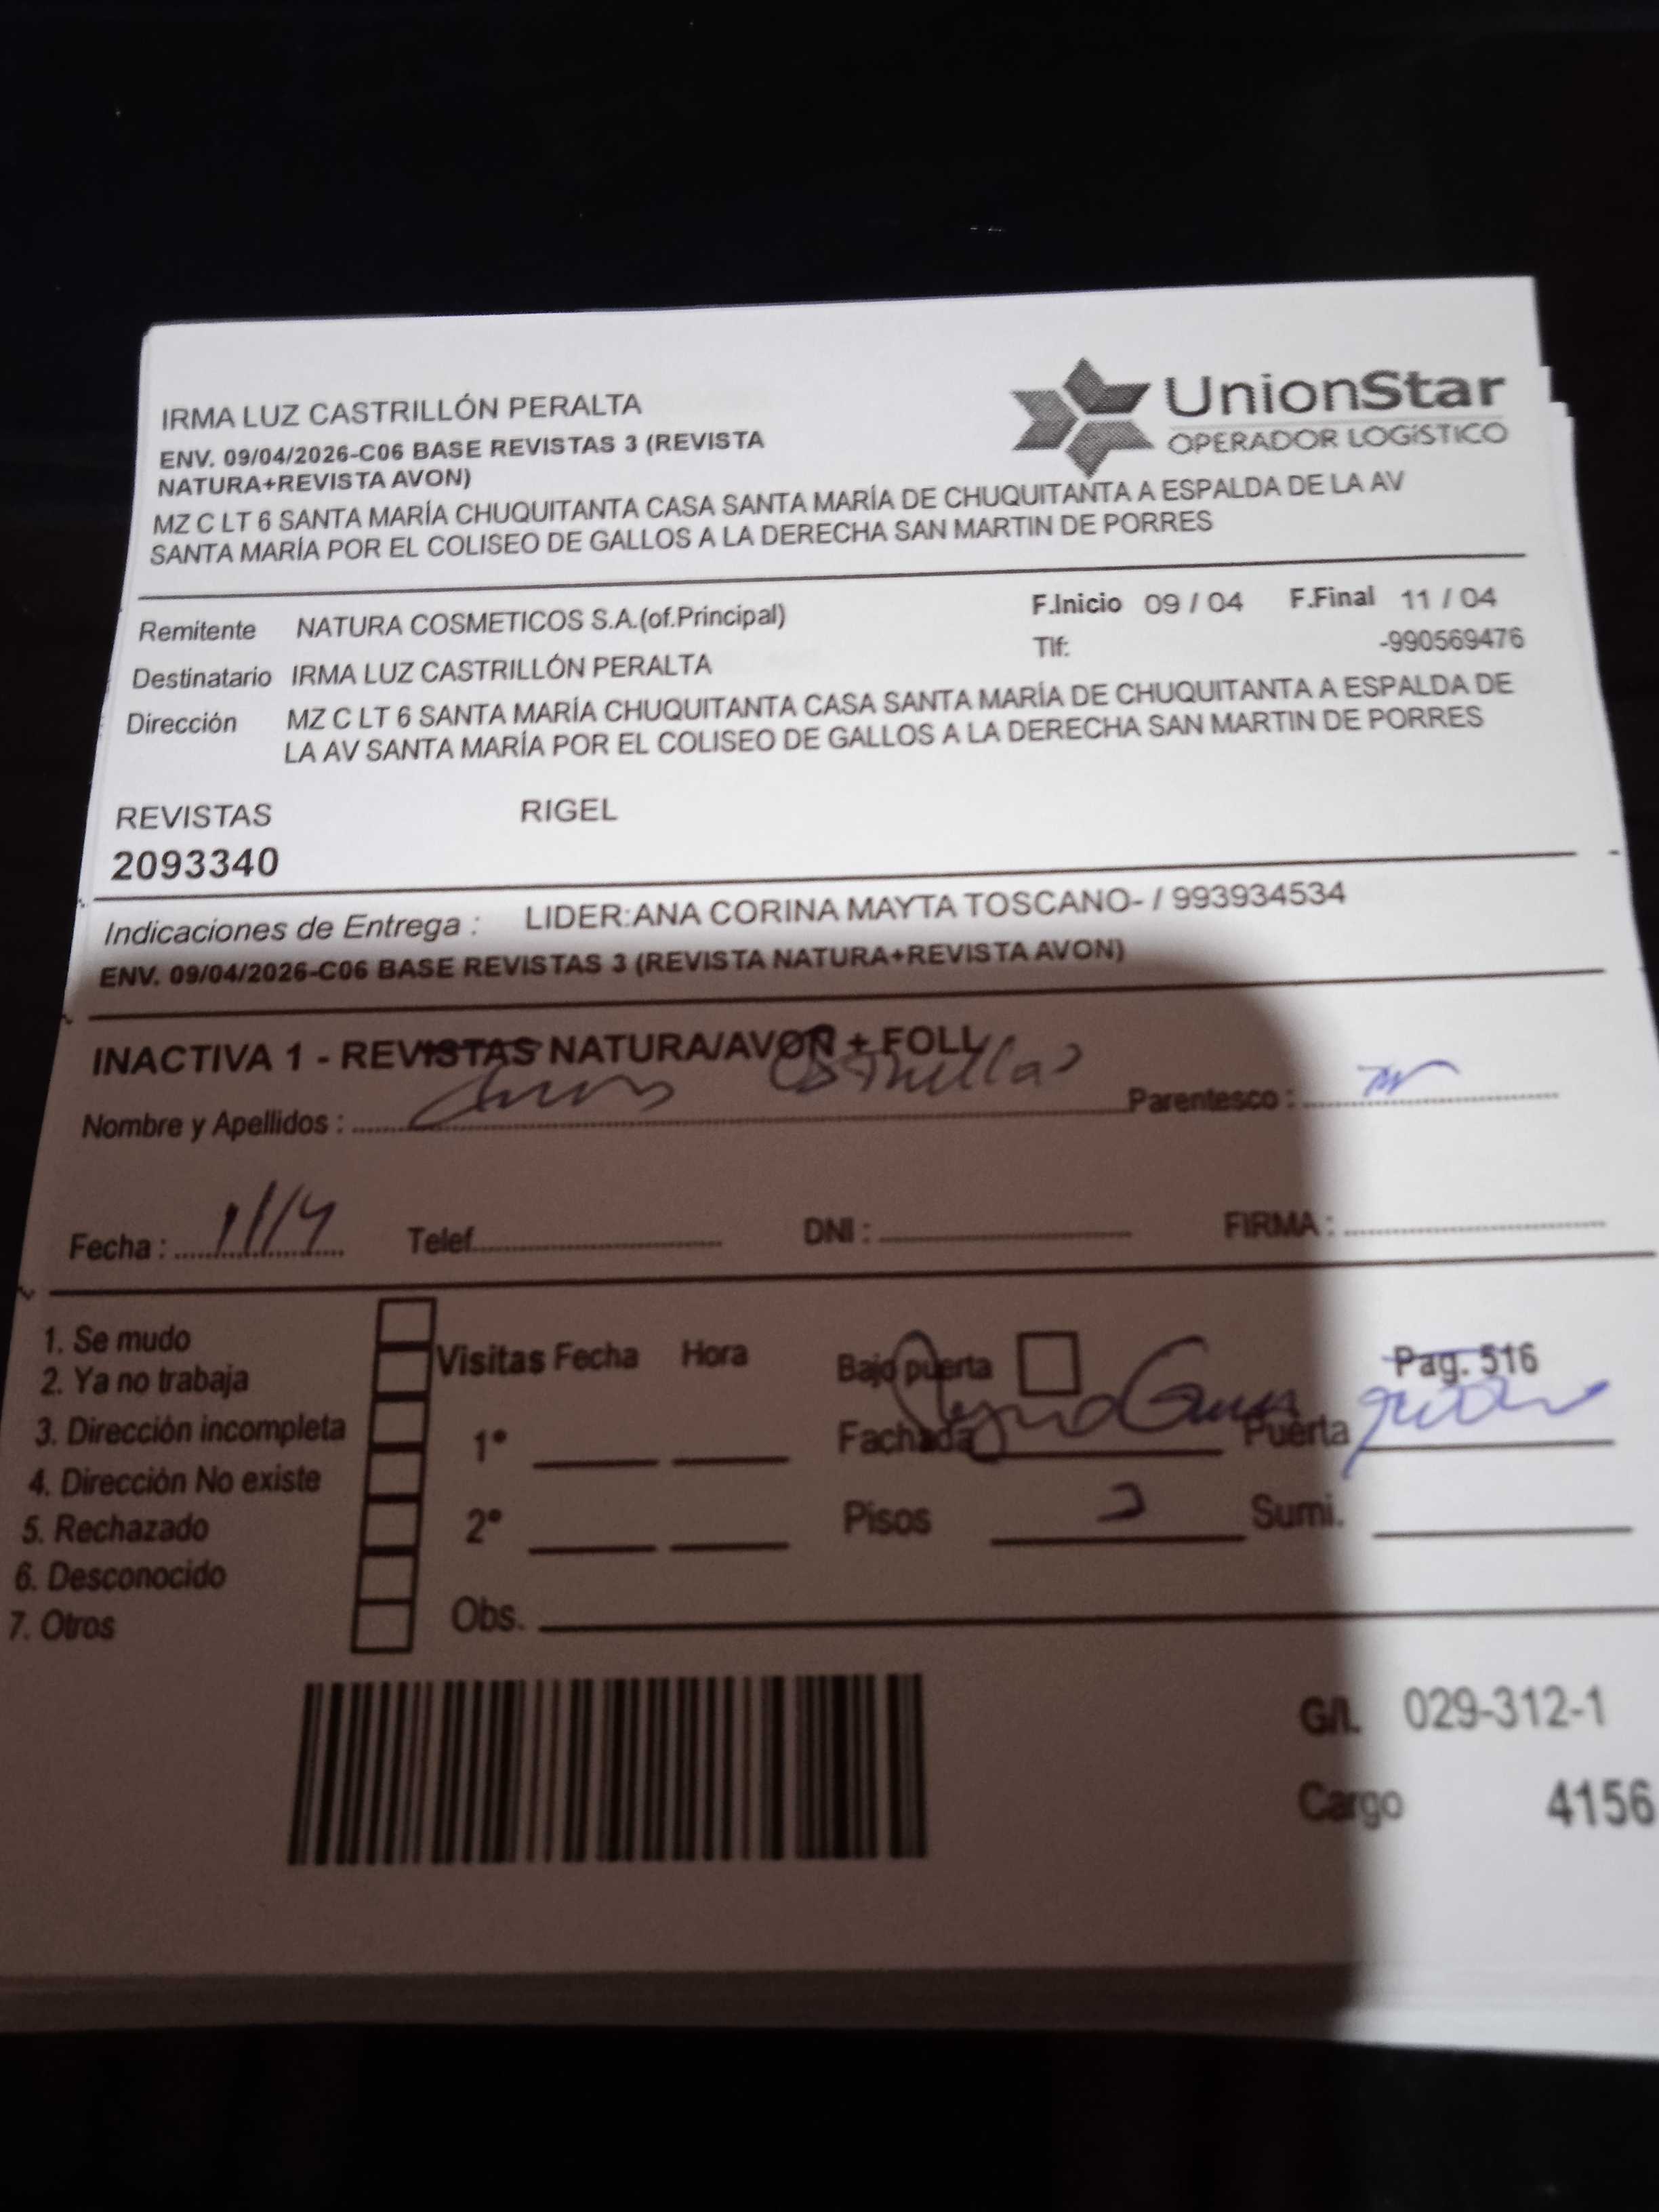 IRMA LUZ CASTRILLÓN PERALTA
ENV. 09/04/2026-C06 BASE REVISTAS 3 (REVISTA
NATURA+REVISTA AVON)
MZ C LT 6 SANTA MARÍA CHUQUITANTA CASA SANTA MARÍA DE CHUQUITANTA A ESPALDA DE LA AV
SANTA MARÍA POR EL COLISEO DE GALLOS A LA DERECHA SAN MARTIN DE PORRES
UnionStar
OPERADOR LOGÍSTICO
Remitente NATURA COSMETICOS S.A.(of.Principal) F.Inicio 09 / 04 F.Final 11 / 04
Tlf: -990569476
Destinatario IRMA LUZ CASTRILLÓN PERALTA
Dirección MZ C LT 6 SANTA MARÍA CHUQUITANTA CASA SANTA MARÍA DE CHUQUITANTA A ESPALDA DE
LA AV SANTA MARÍA POR EL COLISEO DE GALLOS A LA DERECHA SAN MARTIN DE PORRES
REVISTAS RIGEL
2093340
Indicaciones de Entrega : LIDER:ANA CORINA MAYTA TOSCANO- / 993934534
ENV. 09/04/2026-C06 BASE REVISTAS 3 (REVISTA NATURA+REVISTA AVON)
INACTIVA 1 - REVISTAS NATURA/AVON + FOLL
Nombre y Apellidos : Parentesco :
Fecha : 11/4 Telef. DNI : FIRMA :
1. Se mudo
2. Ya no trabaja
3. Dirección incompleta
4. Dirección No existe
5. Rechazado
6. Desconocido
7. Otros
Visitas Fecha Hora
1°
2°
Obs.
Bajo puerta Pag. 516
Fachada Puerta
Pisos 2 Sumi.
G/L 029-312-1
Cargo 4156